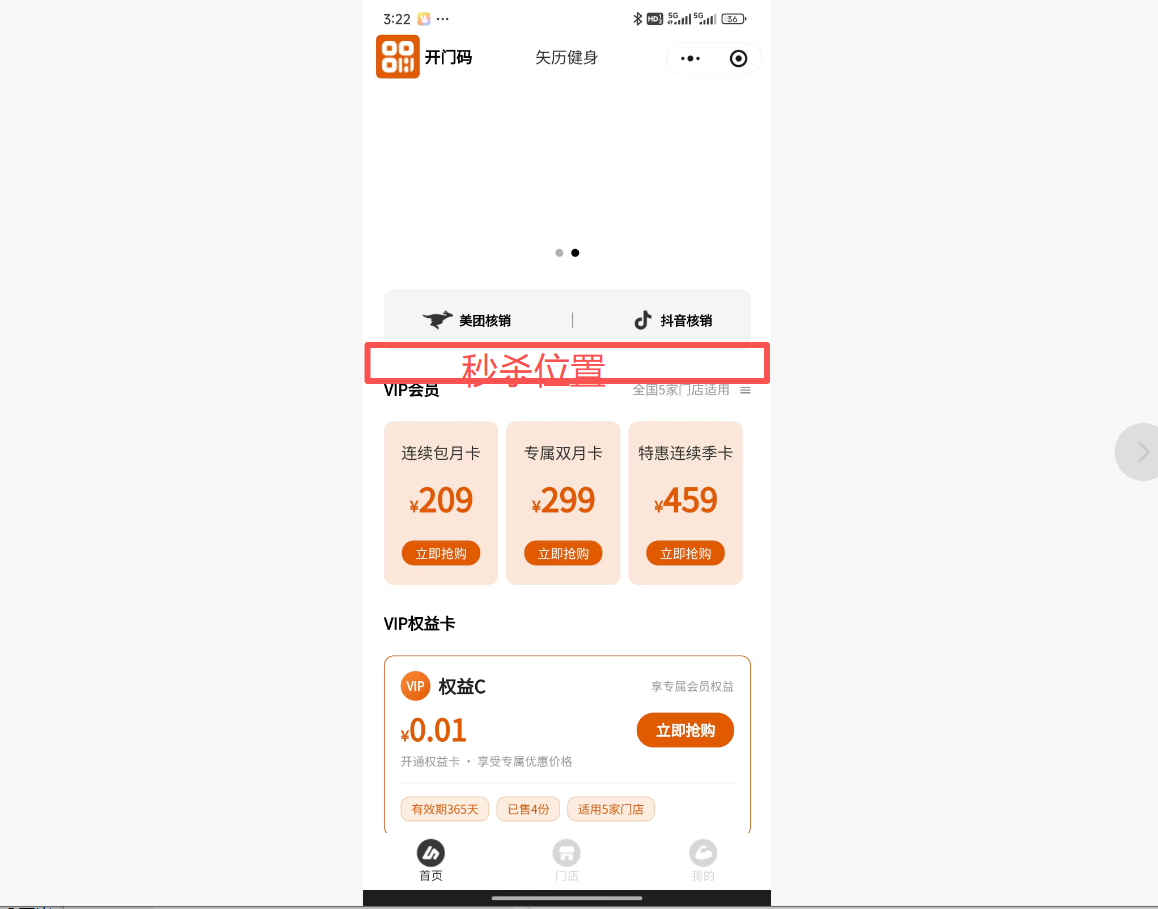 3:22 ··· HD2 5G 5G 36
开门码 矢历健身
美团核销 | 抖音核销
秒杀位置
VIP会员 全国5家门店适用
连续包月卡 专属双月卡 特惠连续季卡
¥209 ¥299 ¥459
立即抢购 立即抢购 立即抢购
VIP权益卡
VIP 权益C 享专属会员权益
¥0.01 立即抢购
开通权益卡 · 享受专属优惠价格
有效期365天 已售4份 适用5家门店
首页 门店 我的